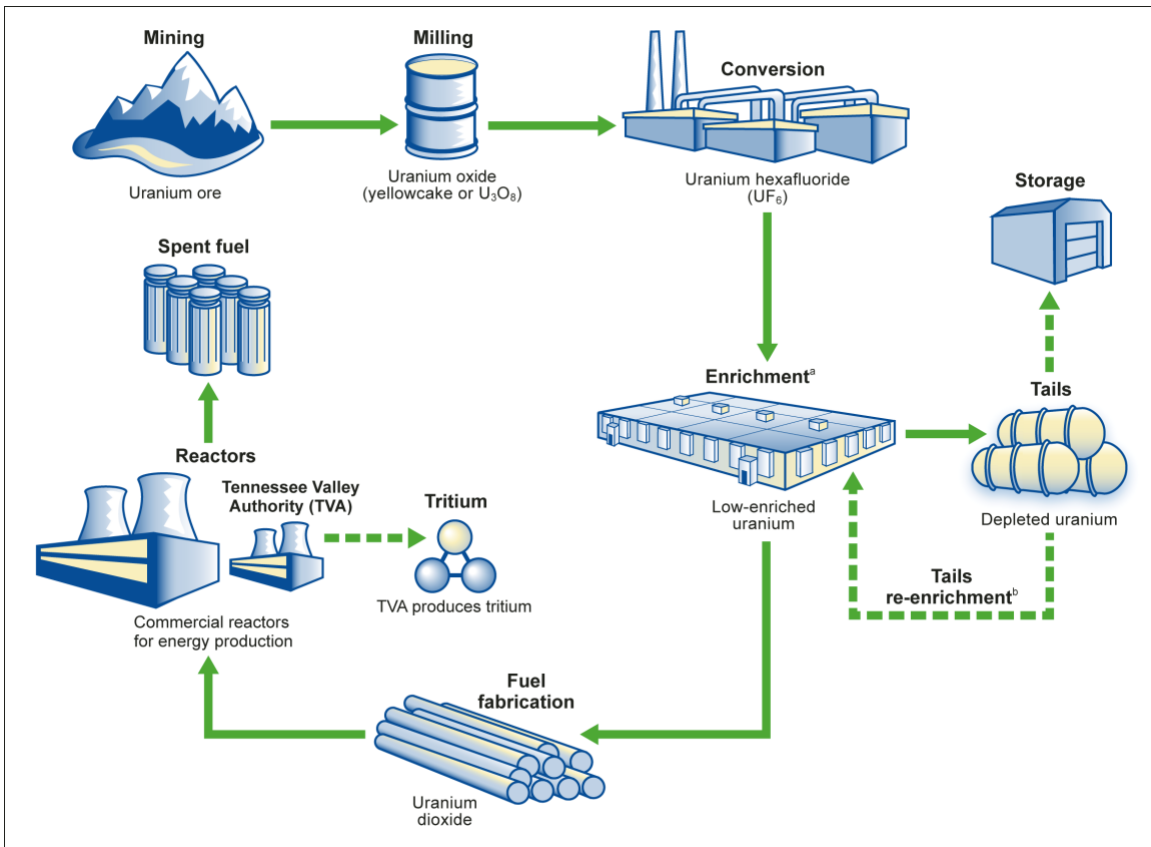 Mining
Uranium ore
Milling
Uranium oxide
(yellowcake or U₃O₈)
Conversion
Uranium hexafluoride
(UF₆)
Storage
Spent fuel
Enrichmentᵃ
Low-enriched
uranium
Tails
Depleted uranium
Tails
re-enrichmentᵇ
Reactors
Tennessee Valley
Authority (TVA)
Commercial reactors
for energy production
Tritium
TVA produces tritium
Fuel
fabrication
Uranium
dioxide